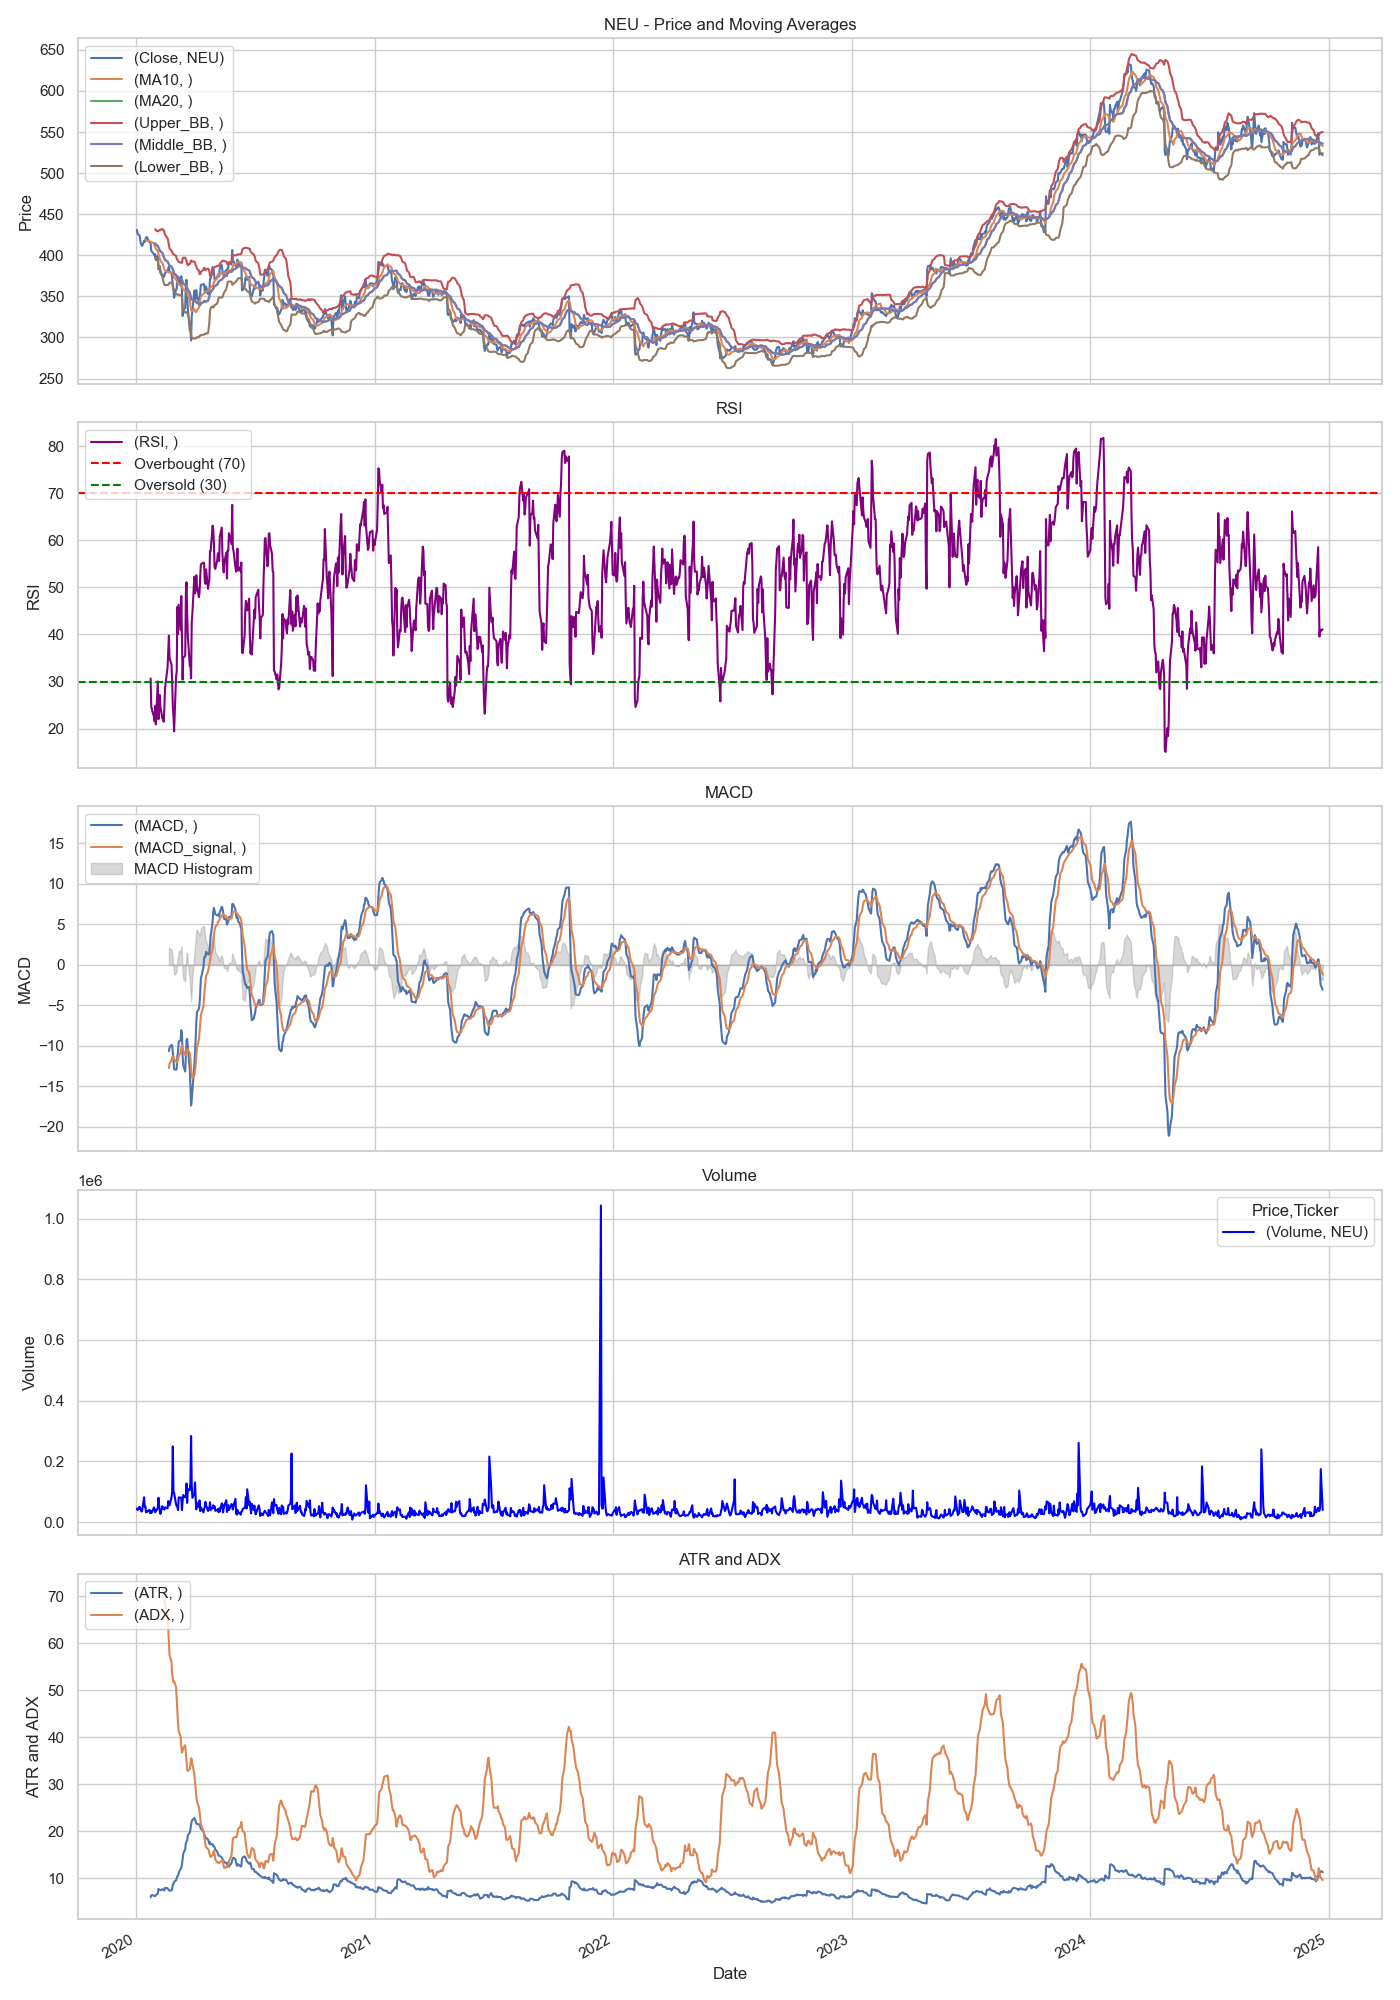 NEU - Price and Moving Averages
(Close, NEU)
(MA10, )
(MA20, )
(Upper_BB, )
(Middle_BB, )
(Lower_BB, )
650
600
550
500
450
400
350
300
250
Price
RSI
(RSI, )
Overbought (70)
Oversold (30)
80
70
60
50
40
30
20
RSI
MACD
(MACD, )
(MACD_signal, )
MACD Histogram
15
10
5
0
−5
−10
−15
−20
MACD
Volume
1e6
Price,Ticker
(Volume, NEU)
1.0
0.8
0.6
0.4
0.2
0.0
Volume
ATR and ADX
(ATR, )
(ADX, )
70
60
50
40
30
20
10
ATR and ADX
2020
2021
2022
2023
2024
2025
Date